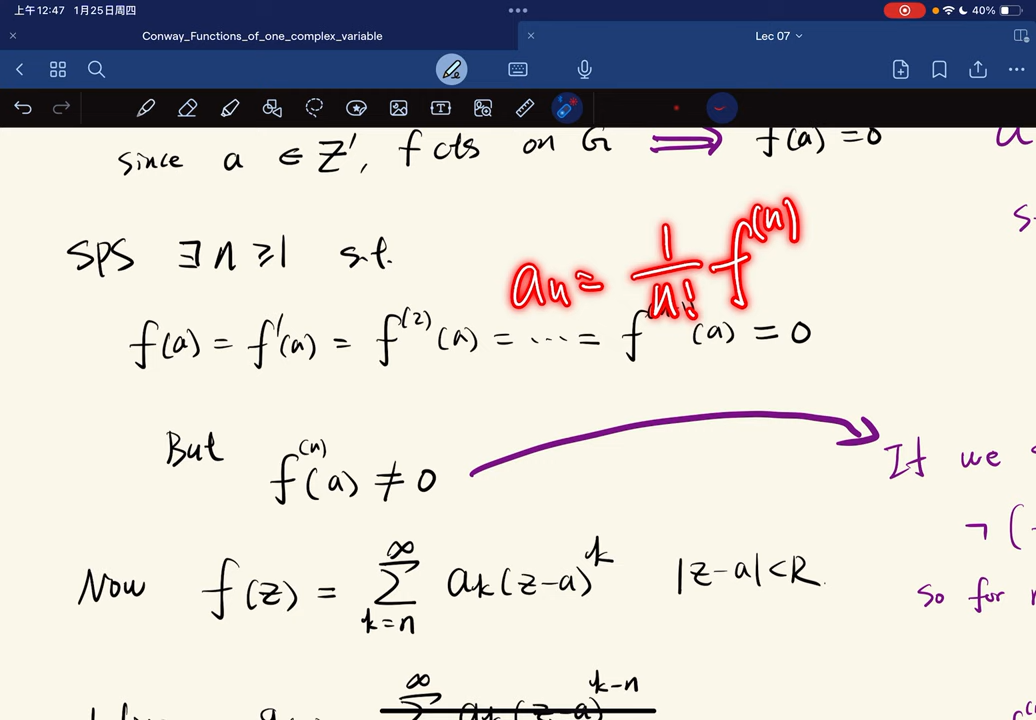 上午12:47 1月25日周四
40%
Conway_Functions_of_one_complex_variable
Lec 07
since a ∈ Z', f cts on G ⟹ f(a) = 0
SPS ∃ n ≥ 1 s.t.
aₙ = 1/n! f⁽ⁿ⁾
f(a) = f'(a) = f⁽²⁾(a) = ... = f (a) = 0
But f⁽ⁿ⁾(a) ≠ 0
If we
¬ (
Now f(z) = ∑_{k=n}^{∞} aₖ(z-a)ᵏ |z-a|<R
so for
∑^{∞} aₖ(z-a)^{k-n}